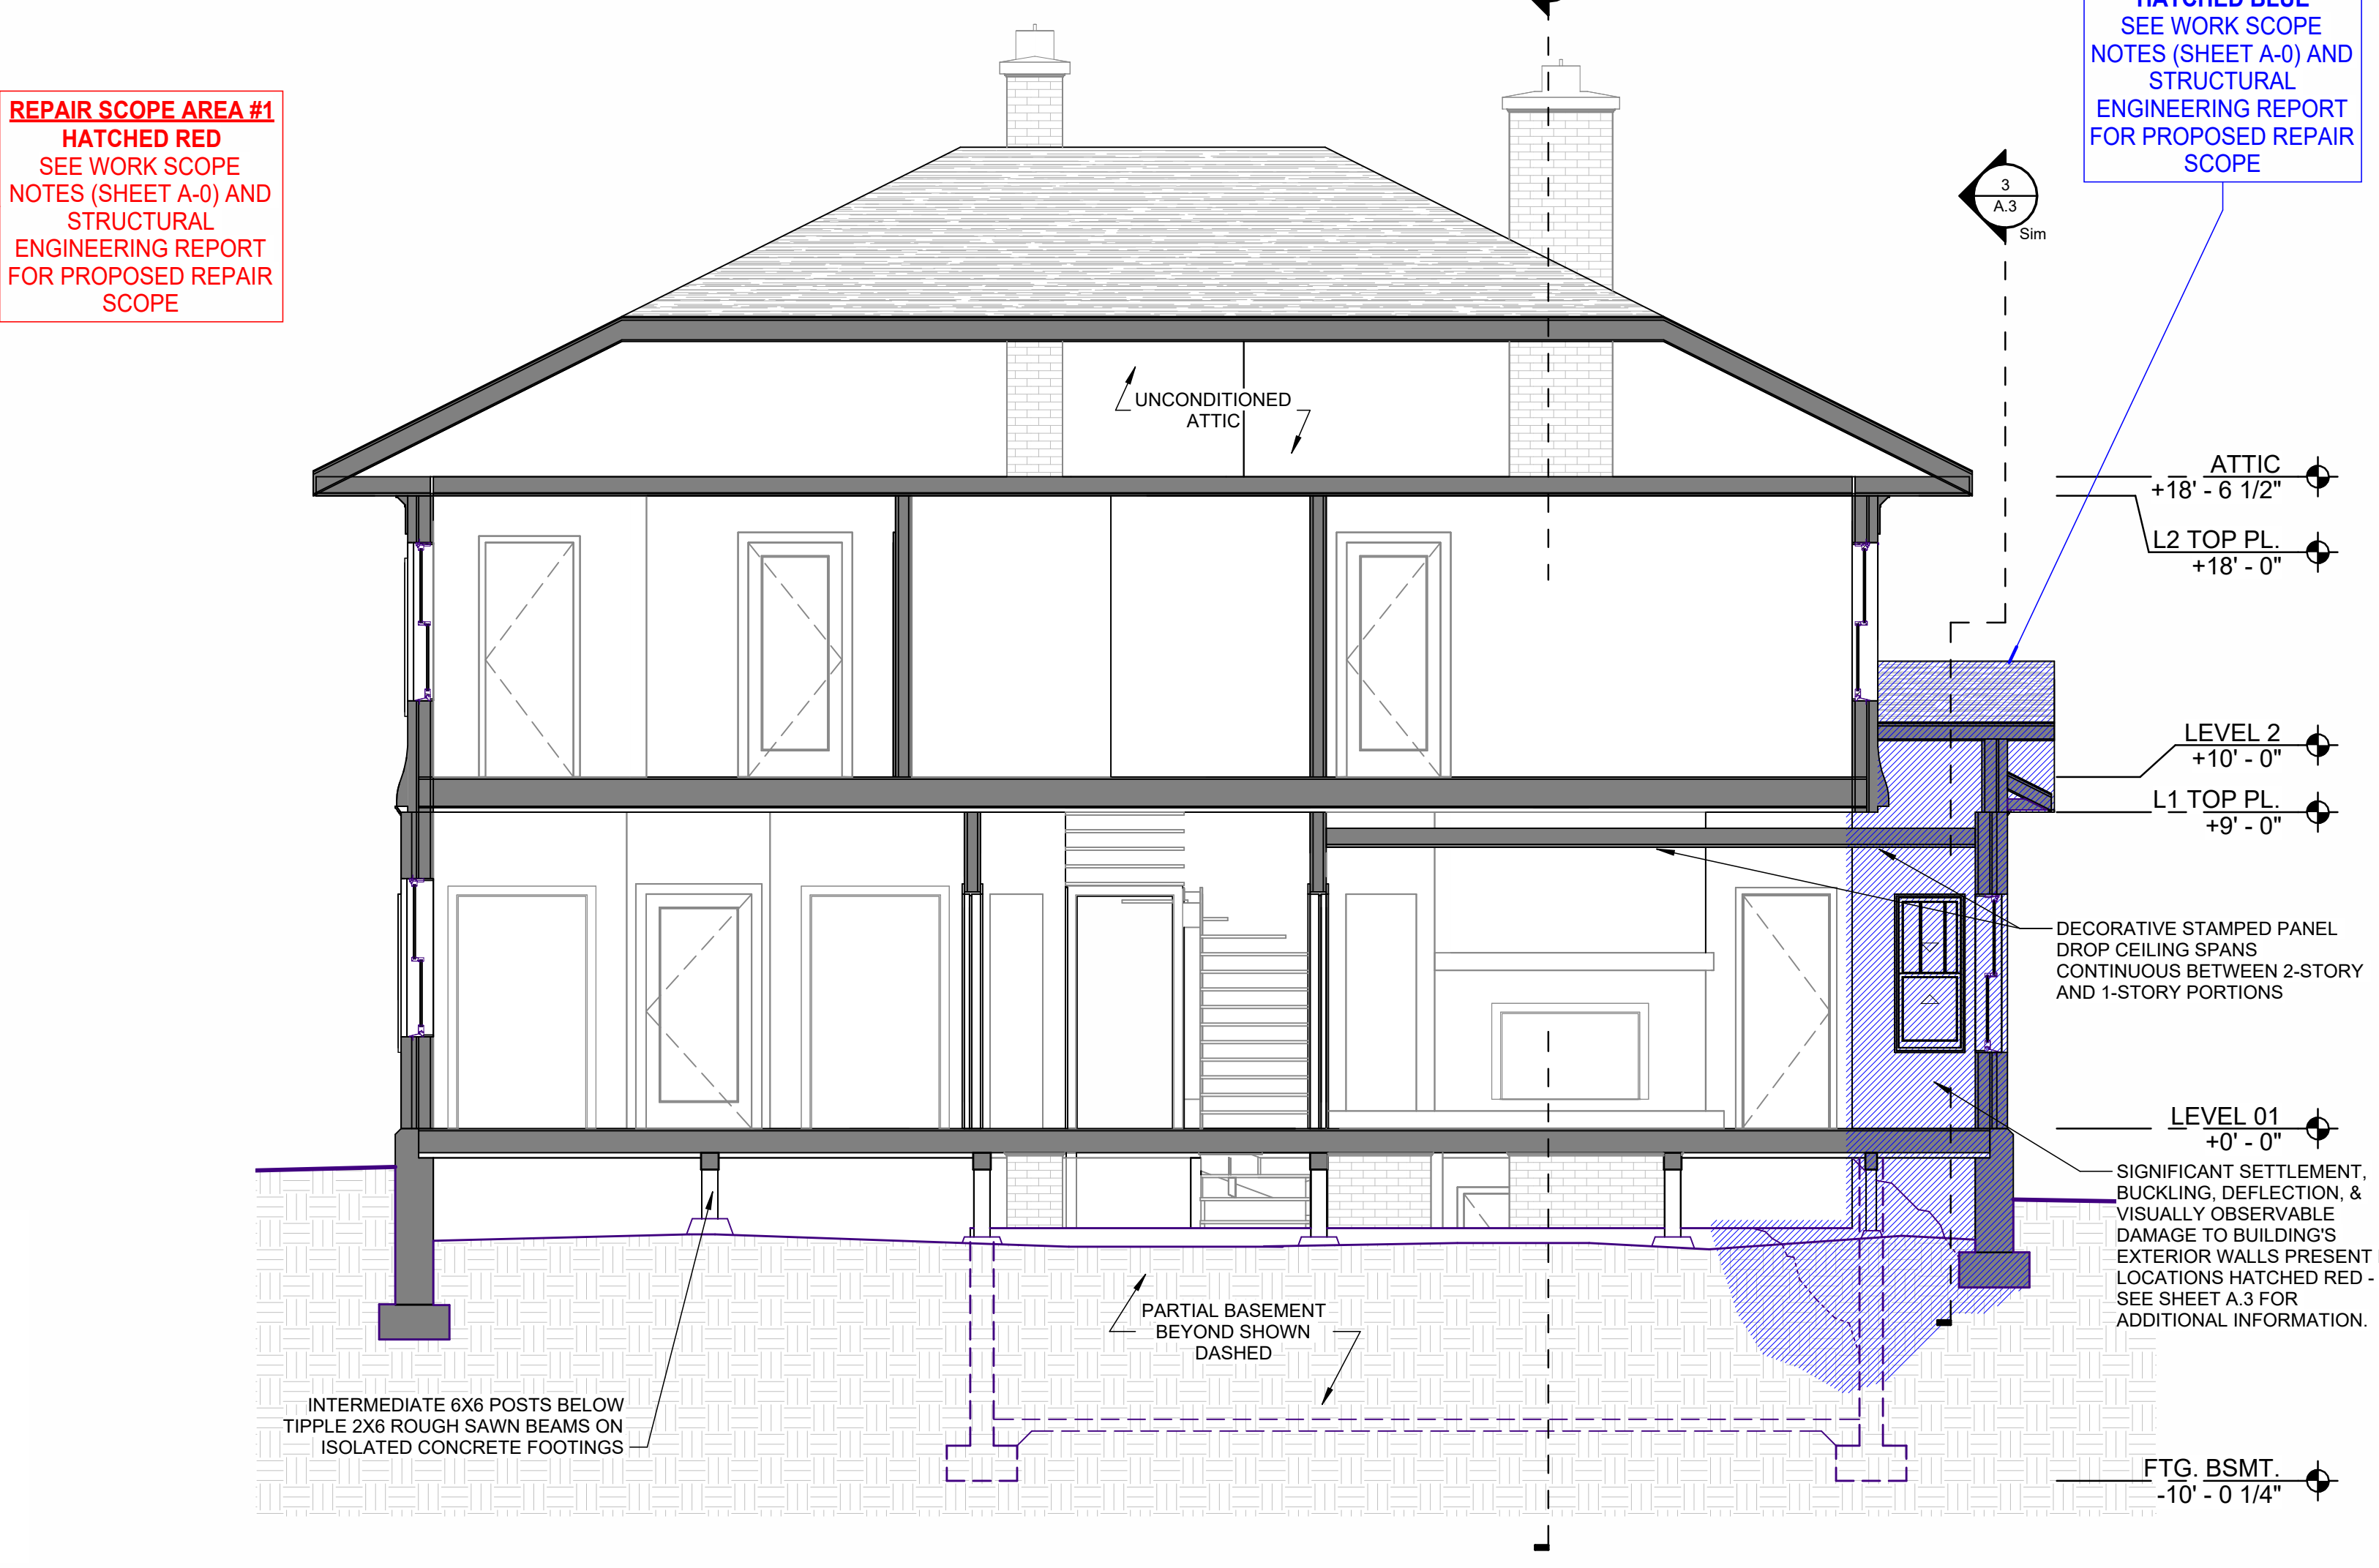 REPAIR SCOPE AREA #1
HATCHED RED
SEE WORK SCOPE
NOTES (SHEET A-0) AND
STRUCTURAL
ENGINEERING REPORT
FOR PROPOSED REPAIR
SCOPE
HATCHED BLUE
SEE WORK SCOPE
NOTES (SHEET A-0) AND
STRUCTURAL
ENGINEERING REPORT
FOR PROPOSED REPAIR
SCOPE
3
A.3
Sim
UNCONDITIONED
ATTIC
ATTIC
+18' - 6 1/2"
L2 TOP PL.
+18' - 0"
LEVEL 2
+10' - 0"
L1 TOP PL.
+9' - 0"
DECORATIVE STAMPED PANEL
DROP CEILING SPANS
CONTINUOUS BETWEEN 2-STORY
AND 1-STORY PORTIONS
LEVEL 01
+0' - 0"
SIGNIFICANT SETTLEMENT,
BUCKLING, DEFLECTION, &
VISUALLY OBSERVABLE
DAMAGE TO BUILDING'S
EXTERIOR WALLS PRESENT
LOCATIONS HATCHED RED -
SEE SHEET A.3 FOR
ADDITIONAL INFORMATION.
PARTIAL BASEMENT
BEYOND SHOWN
DASHED
INTERMEDIATE 6X6 POSTS BELOW
TIPPLE 2X6 ROUGH SAWN BEAMS ON
ISOLATED CONCRETE FOOTINGS
FTG. BSMT.
-10' - 0 1/4"